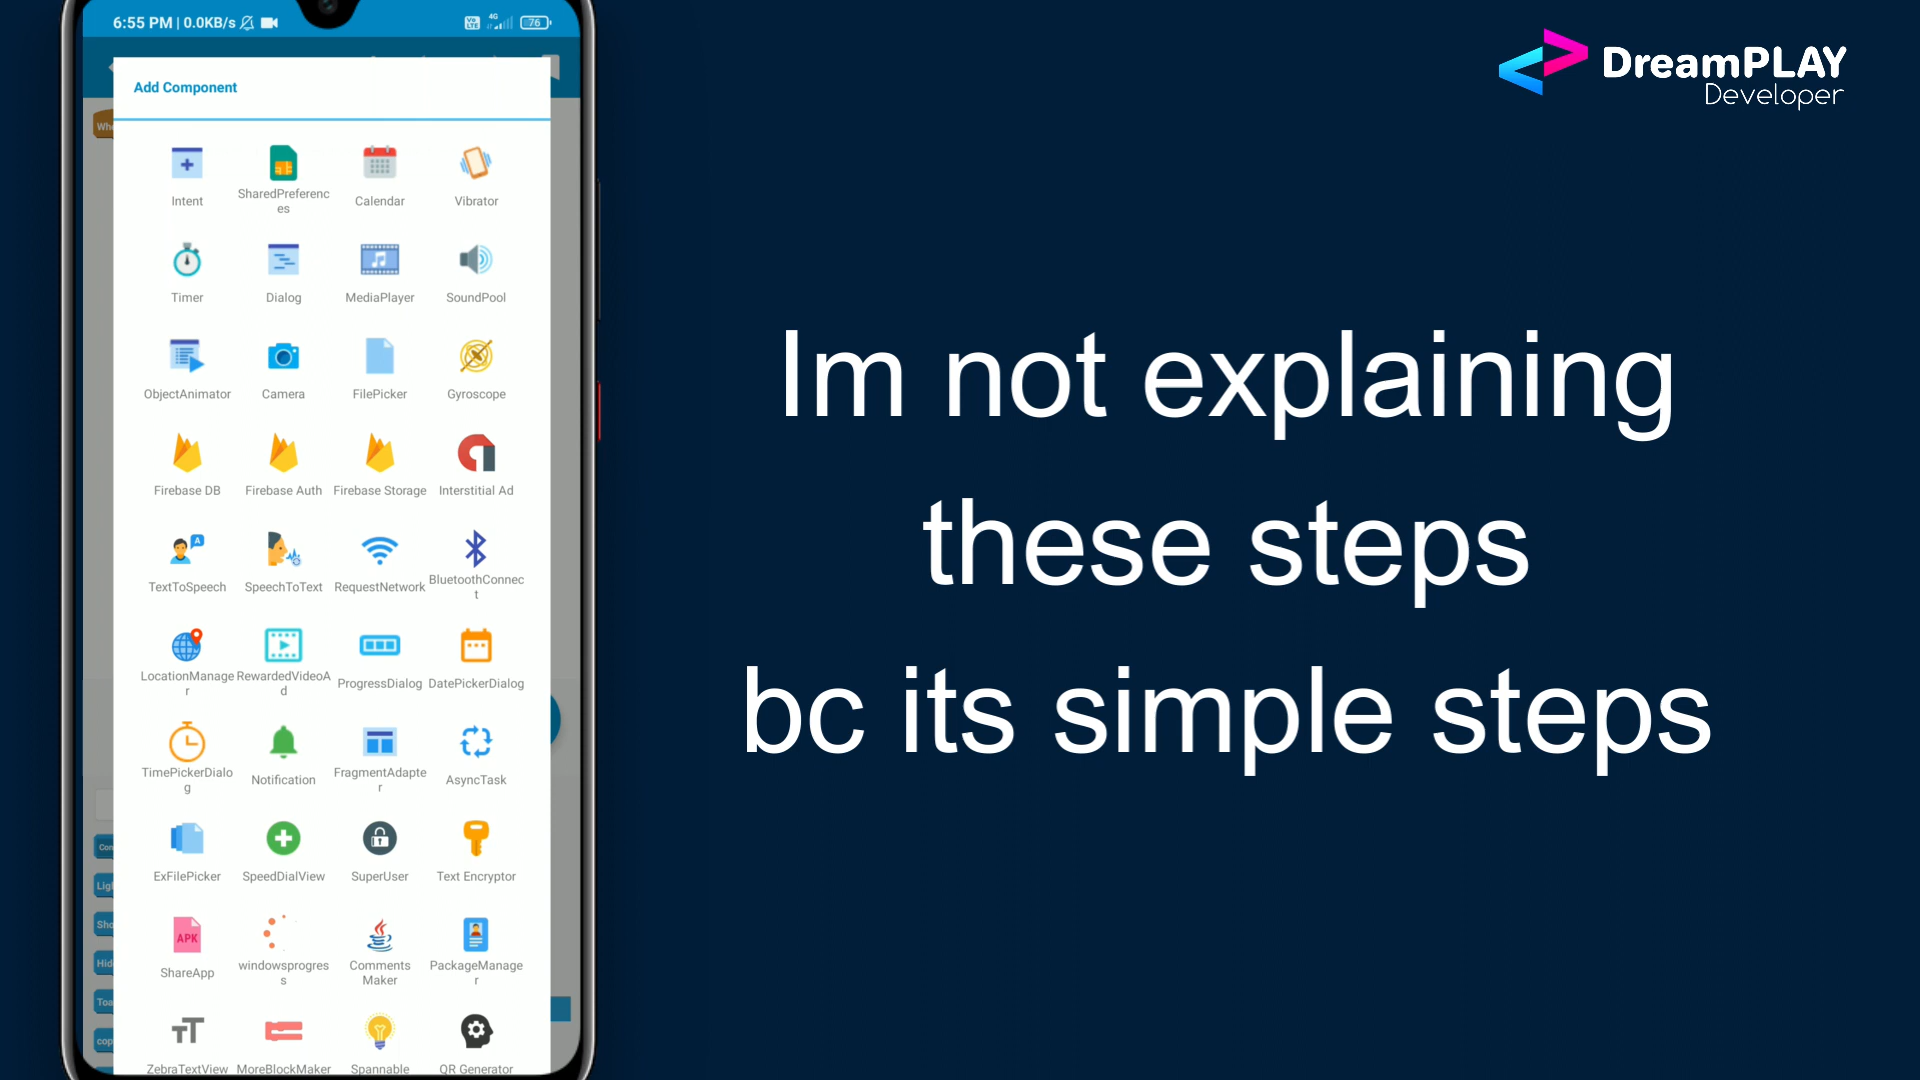 6:55 PM | 0.0KB/s
4G
76
Add Component
Intent
SharedPreferenc
es
Calendar
Vibrator
Timer
Dialog
MediaPlayer
SoundPool
ObjectAnimator
Camera
FilePicker
Gyroscope
Firebase DB
Firebase Auth
Firebase Storage
Interstitial Ad
TextToSpeech
SpeechToText
RequestNetwork
BluetoothConnec
t
LocationManage
r
RewardedVideoA
d
ProgressDialog
DatePickerDialog
TimePickerDialo
g
Notification
FragmentAdapte
r
AsyncTask
ExFilePicker
SpeedDialView
SuperUser
Text Encryptor
APK
ShareApp
windowsprogres
s
Comments
Maker
PackageManage
r
ZebraTextView
MoreBlockMaker
Spannable
QR Generator
DreamPLAY
Developer
Im not explaining
these steps
bc its simple steps